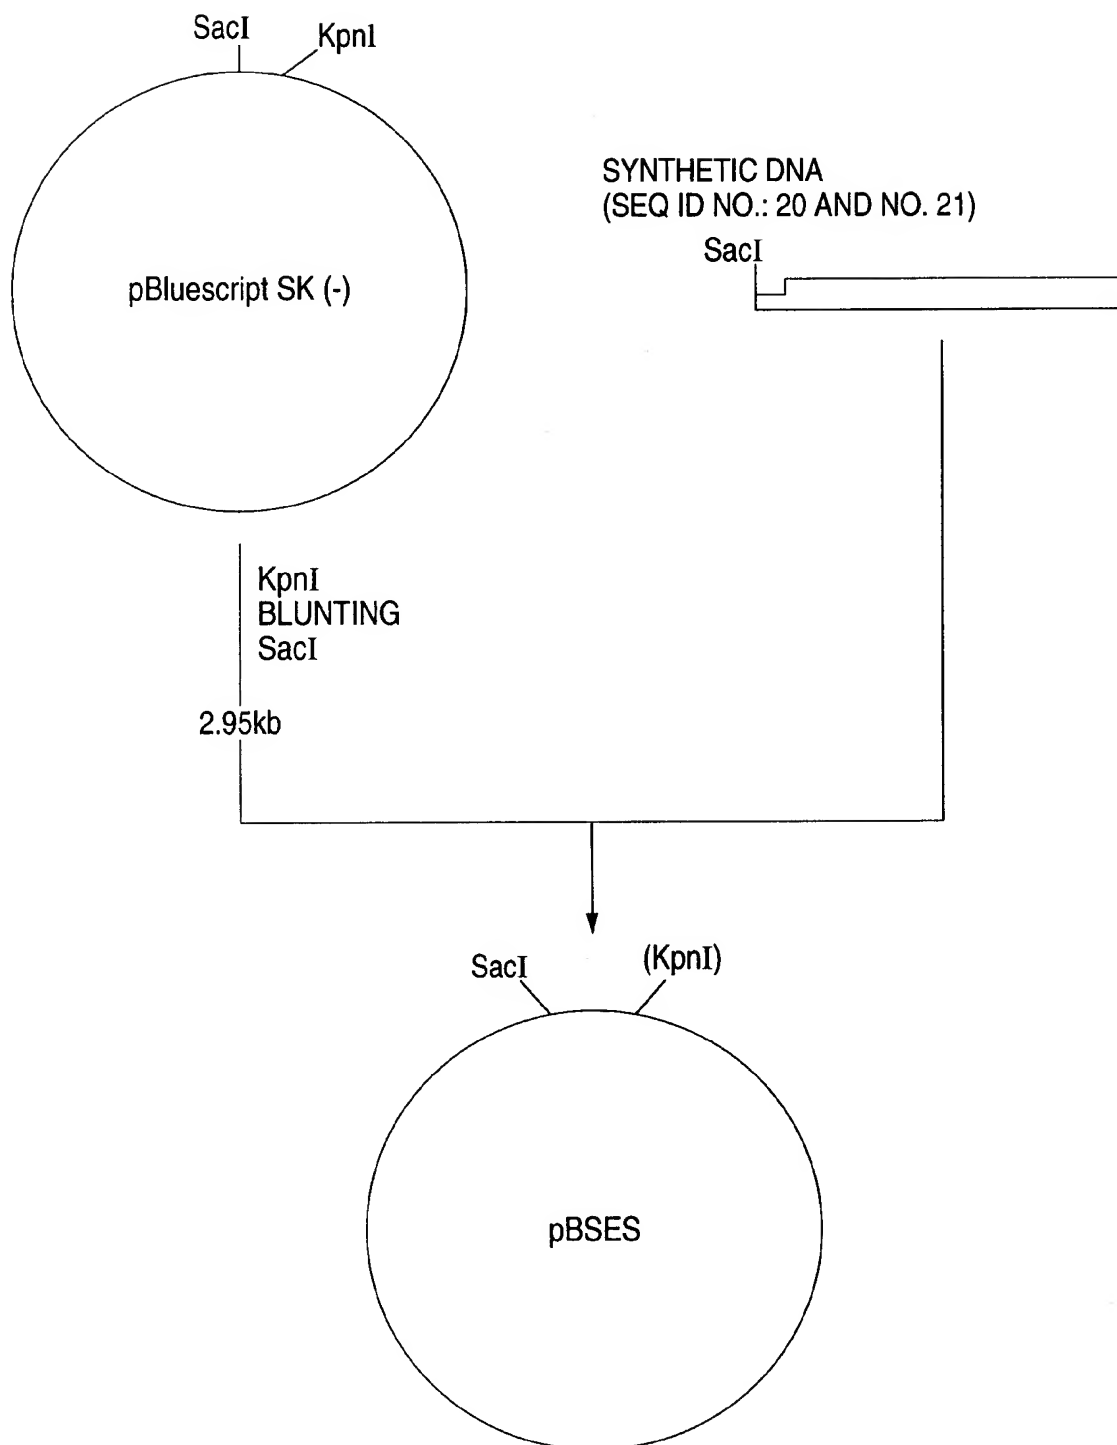 SacI
KpnI
pBluescript SK (-)
SYNTHETIC DNA
(SEQ ID NO.: 20 AND NO. 21)
SacI
KpnI
BLUNTING
SacI
2.95kb
SacI
(KpnI)
pBSES